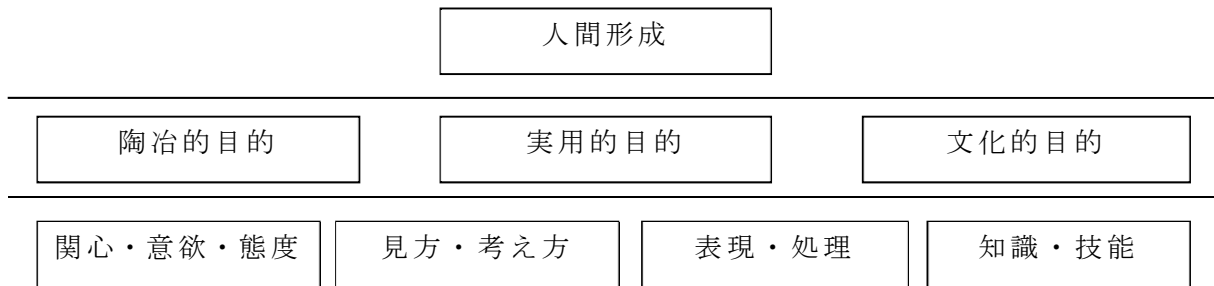 人間形成
陶冶的目的 実用的目的 文化的目的
関心・意欲・態度 見方・考え方 表現・処理 知識・技能